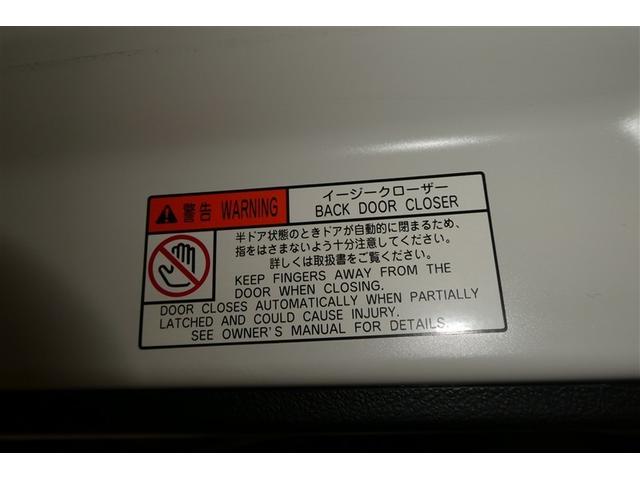 警告 WARNING
イージークローザー
BACK DOOR CLOSER
半ドア状態のときドアが自動的に閉まるため、
指をはさまないよう十分注意してください。
詳しくは取扱書をご覧ください。
KEEP FINGERS AWAY FROM THE
DOOR WHEN CLOSING.
DOOR CLOSES AUTOMATICALLY WHEN PARTIALLY
LATCHED AND COULD CAUSE INJURY.
SEE OWNER'S MANUAL FOR DETAILS.